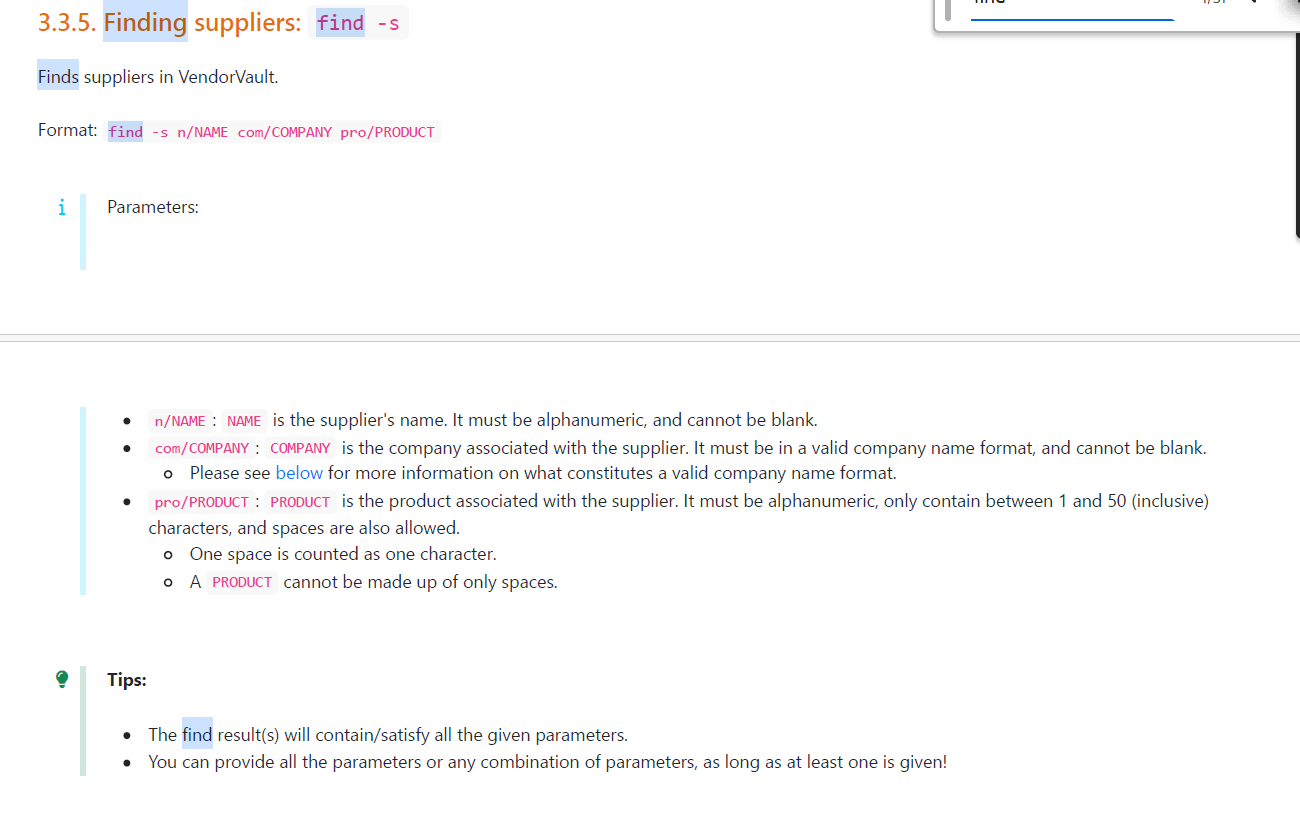 3.3.5. Finding suppliers: find -s
Finds suppliers in VendorVault.
Format: find -s n/NAME com/COMPANY pro/PRODUCT
i Parameters:
• n/NAME : NAME is the supplier's name. It must be alphanumeric, and cannot be blank.
• com/COMPANY : COMPANY is the company associated with the supplier. It must be in a valid company name format, and cannot be blank.
Please see below for more information on what constitutes a valid company name format.
• pro/PRODUCT : PRODUCT is the product associated with the supplier. It must be alphanumeric, only contain between 1 and 50 (inclusive)
characters, and spaces are also allowed.
One space is counted as one character.
A PRODUCT cannot be made up of only spaces.
Tips:
• The find result(s) will contain/satisfy all the given parameters.
• You can provide all the parameters or any combination of parameters, as long as at least one is given!